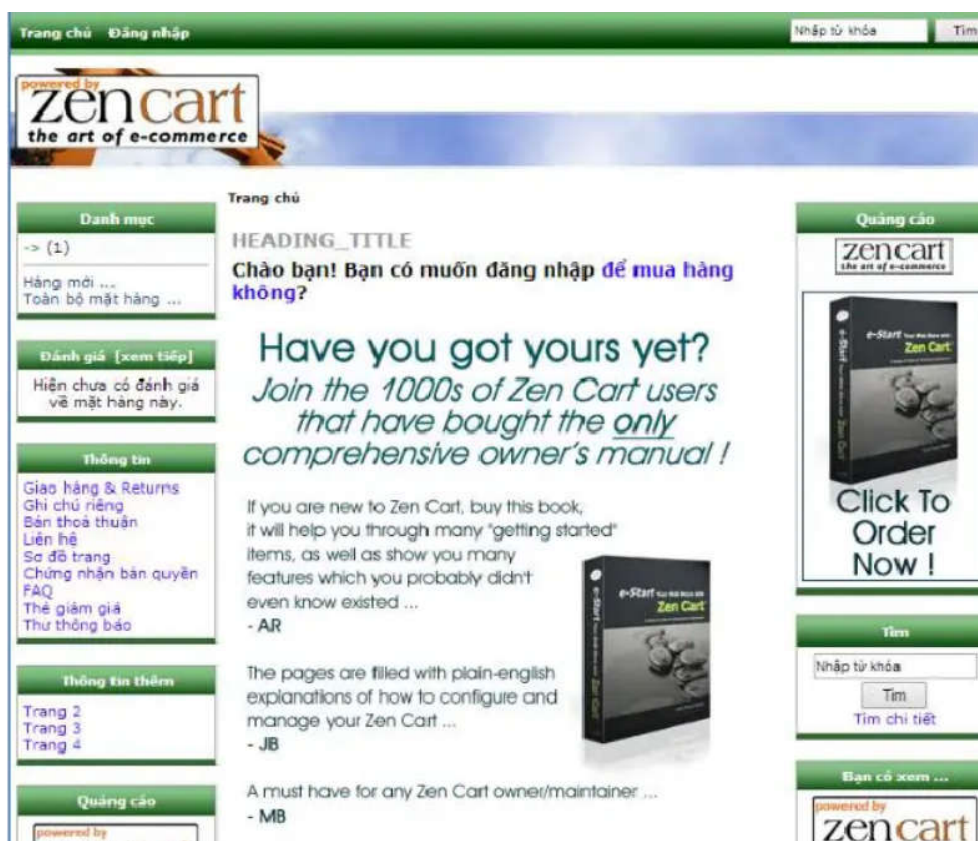 Trang chủ Đăng nhập
Nhập từ khóa
Tìm
powered by
zen cart
the art of e-commerce
Danh mục
-> (1)
Hàng mới ...
Toàn bộ mặt hàng ...
Đánh giá [xem tiếp]
Hiện chưa có đánh giá
về mặt hàng này.
Thông tin
Giao hàng & Returns
Ghi chú riêng
Bản thoả thuận
Liên hệ
Sơ đồ trang
Chứng nhận bản quyền
FAQ
Thẻ giảm giá
Thư thông báo
Thông tin thêm
Trang 2
Trang 3
Trang 4
Quảng cáo
powered by
Trang chủ
HEADING_TITLE
Chào bạn! Bạn có muốn đăng nhập để mua hàng
không?
Have you got yours yet?
Join the 1000s of Zen Cart users
that have bought the only
comprehensive owner's manual !
If you are new to Zen Cart, buy this book,
it will help you through many "getting started"
items, as well as show you many
features which you probably didn't
even know existed ...
- AR
The pages are filled with plain-english
explanations of how to configure and
manage your Zen Cart ...
- JB
A must have for any Zen Cart owner/maintainer ...
- MB
e-Start
Zen Cart
Quảng cáo
zen cart
the art of e-commerce
e-Start
Zen Cart
Click To
Order
Now !
Tìm
Nhập từ khóa
Tìm
Tìm chi tiết
Bạn có xem ...
powered by
zen cart